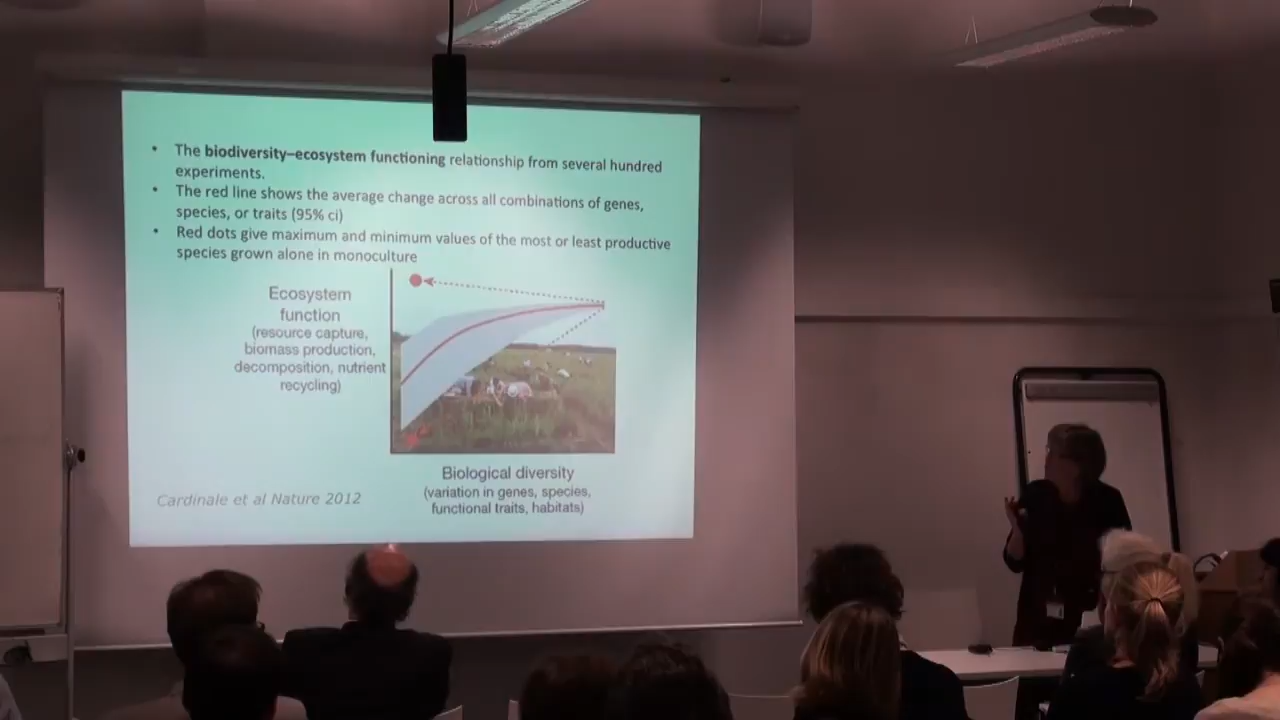 • The biodiversity–ecosystem functioning relationship from several hundred
experiments.
• The red line shows the average change across all combinations of genes,
species, or traits (95% ci)
• Red dots give maximum and minimum values of the most or least productive
species grown alone in monoculture
Ecosystem
function
(resource capture,
biomass production,
decomposition, nutrient
recycling)
Biological diversity
(variation in genes, species,
functional traits, habitats)
Cardinale et al Nature 2012